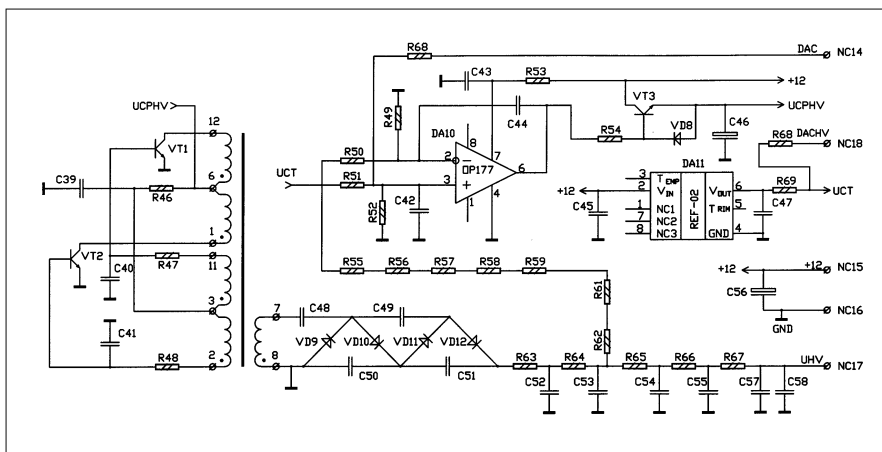 R68
DAC
NC14
C43
R53
+12
UCPHV
VT3
UCPHV
12
R49
DA10
C44
R54
VD8
C46
R68
DACHV
NC18
VT1
8
7
R50
2
−
OP177
6
DA11
UCT
R51
3
+
3
TEMP
+12
2
VIN
VOUT
6
R69
UCT
C39
R46
6
R52
C42
1
4
C45
1
NC1
REF-02
TRIM
5
C47
7
NC2
8
NC3
GND
4
1
VT2
R47
11
C40
R55
R56
R57
R58
R59
+12
+12
NC15
R61
C56
3
7
C48
C49
GND
NC16
C41
VD9
VD10
VD11
VD12
R62
R48
2
8
C50
C51
R63
R64
R65
R66
R67
UHV
NC17
C52
C53
C54
C55
C57
C58